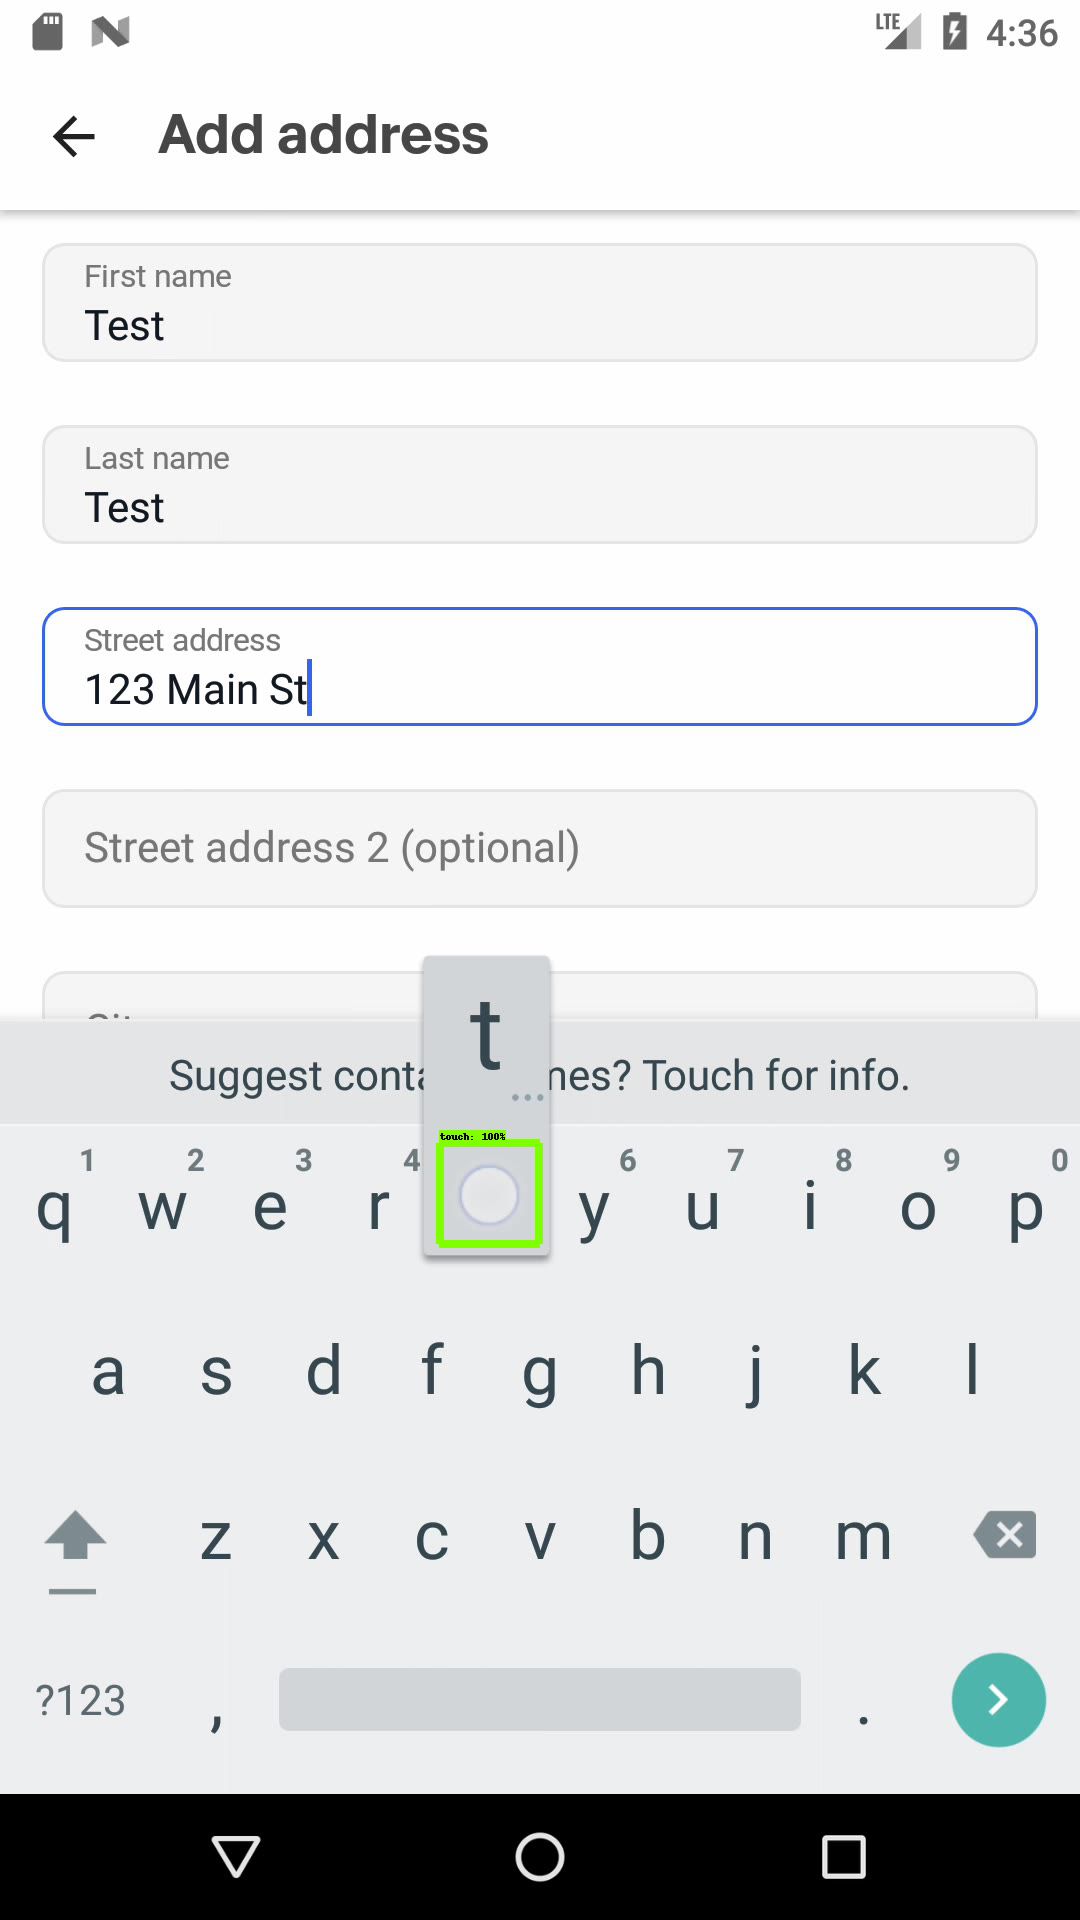 LTE 4:36
Add address
First name
Test
Last name
Test
Street address
123 Main St
Street address 2 (optional)
t
Suggest conta nes? Touch for info.
...
touch: 100%
1 2 3 4 6 7 8 9 0
q w e r y u i o p
a s d f g h j k l
z x c v b n m
?123 , .